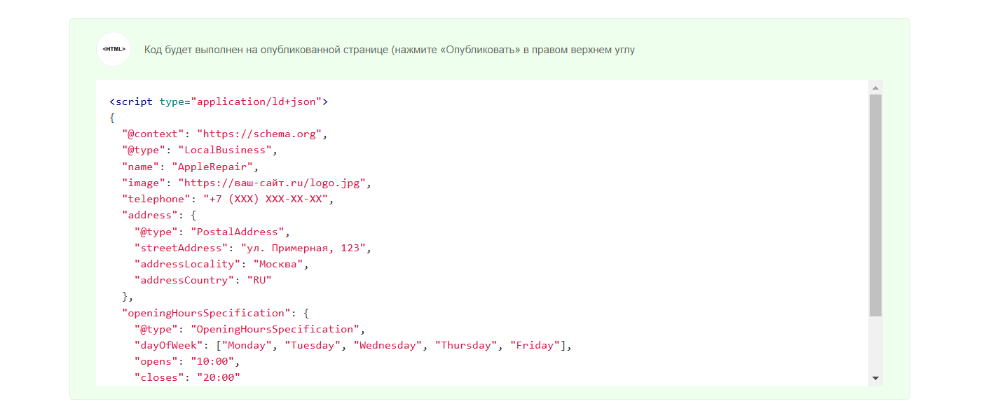 <HTML>
Код будет выполнен на опубликованной странице (нажмите «Опубликовать» в правом верхнем углу
<script type="application/ld+json">
{
  "@context": "https://schema.org",
  "@type": "LocalBusiness",
  "name": "AppleRepair",
  "image": "https://ваш-сайт.ru/logo.jpg",
  "telephone": "+7 (XXX) XXX-XX-XX",
  "address": {
    "@type": "PostalAddress",
    "streetAddress": "ул. Примерная, 123",
    "addressLocality": "Москва",
    "addressCountry": "RU"
  },
  "openingHoursSpecification": {
    "@type": "OpeningHoursSpecification",
    "dayOfWeek": ["Monday", "Tuesday", "Wednesday", "Thursday", "Friday"],
    "opens": "10:00",
    "closes": "20:00"